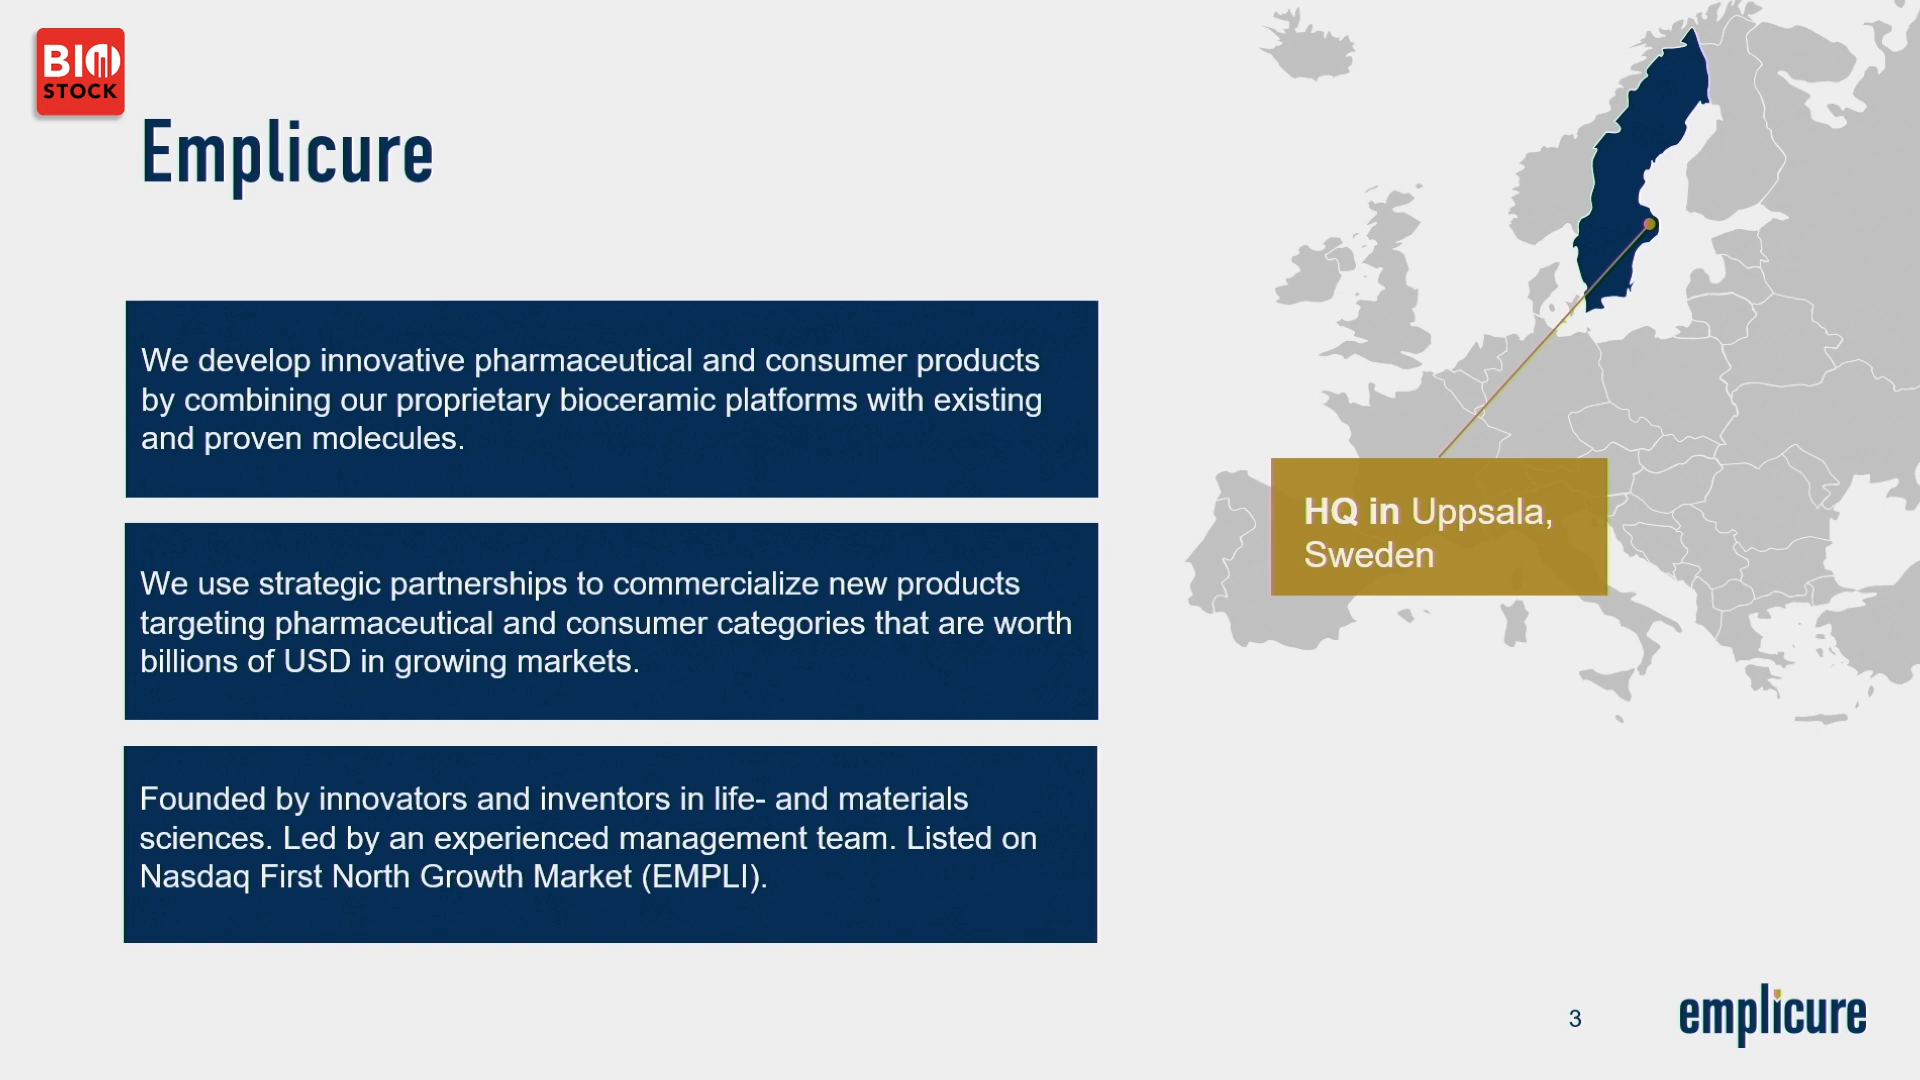 BIO
STOCK
Emplicure
We develop innovative pharmaceutical and consumer products
by combining our proprietary bioceramic platforms with existing
and proven molecules.
We use strategic partnerships to commercialize new products
targeting pharmaceutical and consumer categories that are worth
billions of USD in growing markets.
Founded by innovators and inventors in life- and materials
sciences. Led by an experienced management team. Listed on
Nasdaq First North Growth Market (EMPLI).
HQ in Uppsala,
Sweden
3
emplicure